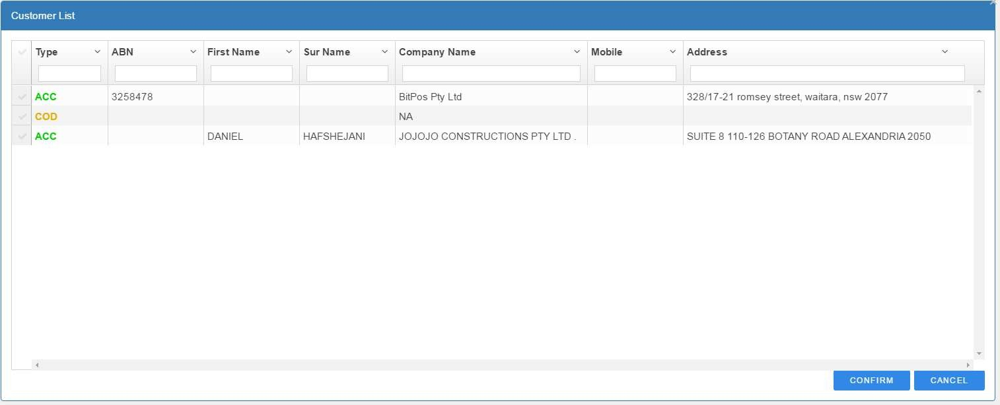 Customer List
Type ABN First Name Sur Name Company Name Mobile Address
ACC 3258478 BitPos Pty Ltd 328/17-21 romsey street, waitara, nsw 2077
COD NA
ACC DANIEL HAFSHEJANI JOJOJO CONSTRUCTIONS PTY LTD . SUITE 8 110-126 BOTANY ROAD ALEXANDRIA 2050
CONFIRM CANCEL